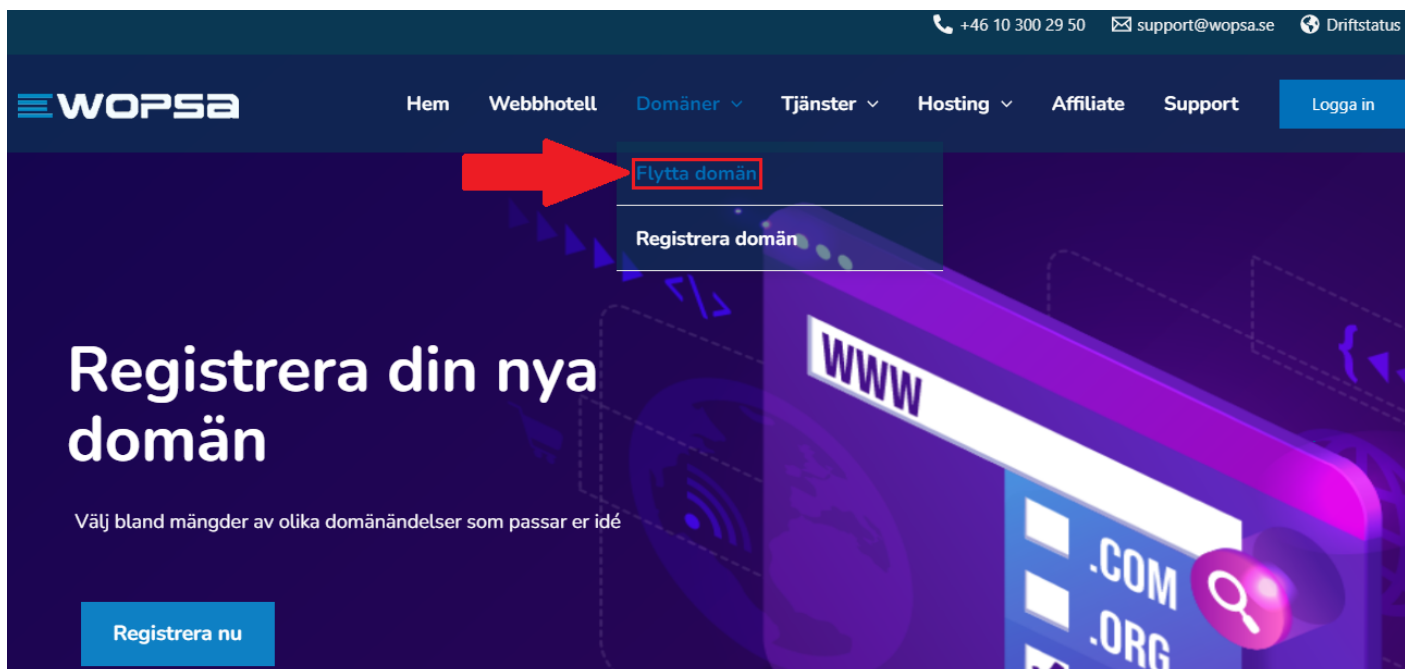 +46 10 300 29 50 support@wopsa.se Driftstatus
wopsa Hem Webbhotell Domäner Tjänster Hosting Affiliate Support Logga in
Flytta domän
Registrera domän
</>
WWW
{
Registrera din nya
domän
Välj bland mängder av olika domänändelser som passar er idé
.COM
.ORG
Registrera nu